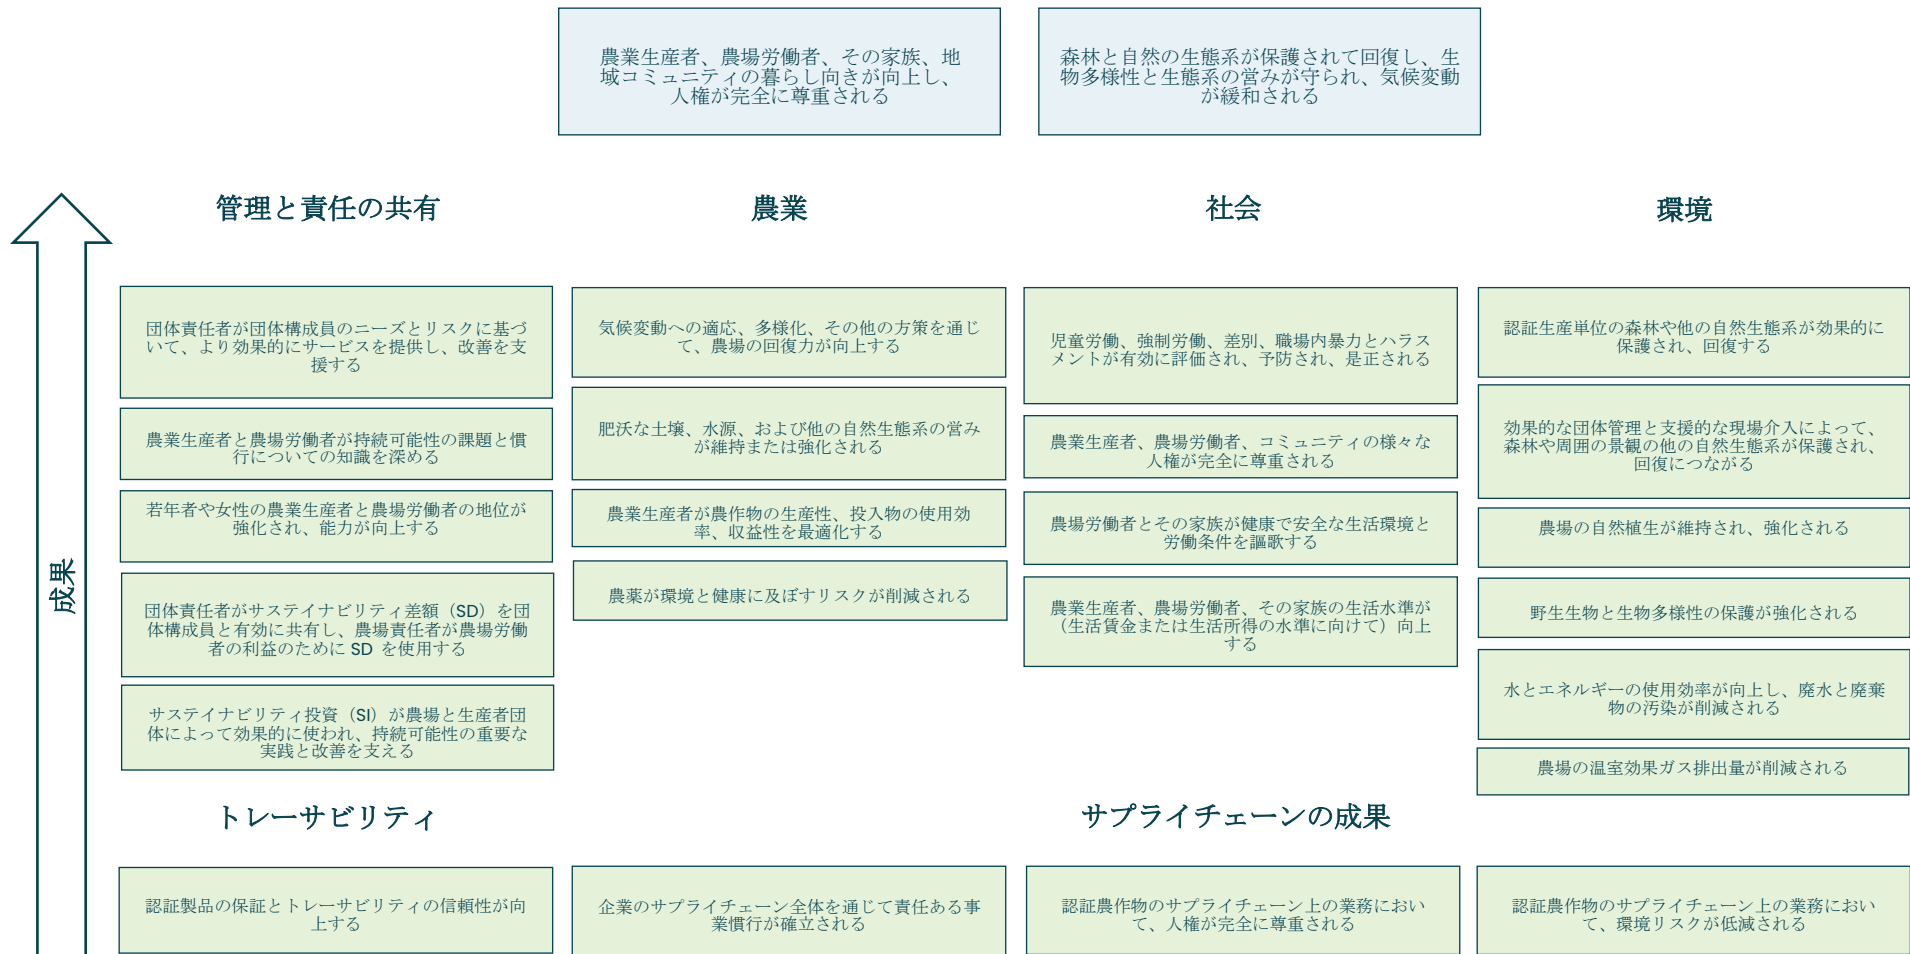 農業生産者、農場労働者、その家族、地
域コミュニティの暮らし向きが向上し、
人権が完全に尊重される
森林と自然の生態系が保護されて回復し、生
物多様性と生態系の営みが守られ、気候変動
が緩和される
成果
管理と責任の共有
団体責任者が団体構成員のニーズとリスクに基づ
いて、より効果的にサービスを提供し、改善を支
援する
農業生産者と農場労働者が持続可能性の課題と慣
行についての知識を深める
若年者や女性の農業生産者と農場労働者の地位が
強化され、能力が向上する
団体責任者がサステイナビリティ差額（SD）を団
体構成員と有効に共有し、農場責任者が農場労働
者の利益のために SD を使用する
サステイナビリティ投資（SI）が農場と生産者団
体によって効果的に使われ、持続可能性の重要な
実践と改善を支える
農業
気候変動への適応、多様化、その他の方策を通じ
て、農場の回復力が向上する
肥沃な土壌、水源、および他の自然生態系の営み
が維持または強化される
農業生産者が農作物の生産性、投入物の使用効
率、収益性を最適化する
農薬が環境と健康に及ぼすリスクが削減される
社会
児童労働、強制労働、差別、職場内暴力とハラス
メントが有効に評価され、予防され、是正される
農業生産者、農場労働者、コミュニティの様々な
人権が完全に尊重される
農場労働者とその家族が健康で安全な生活環境と
労働条件を謳歌する
農業生産者、農場労働者、その家族の生活水準が
（生活賃金または生活所得の水準に向けて）向上
する
環境
認証生産単位の森林や他の自然生態系が効果的に
保護され、回復する
効果的な団体管理と支援的な現場介入によって、
森林や周囲の景観の他の自然生態系が保護され、
回復につながる
農場の自然植生が維持され、強化される
野生生物と生物多様性の保護が強化される
水とエネルギーの使用効率が向上し、廃水と廃棄
物の汚染が削減される
農場の温室効果ガス排出量が削減される
トレーサビリティ
認証製品の保証とトレーサビリティの信頼性が向
上する
サプライチェーンの成果
企業のサプライチェーン全体を通じて責任ある事
業慣行が確立される
認証農作物のサプライチェーン上の業務におい
て、人権が完全に尊重される
認証農作物のサプライチェーン上の業務におい
て、環境リスクが低減される